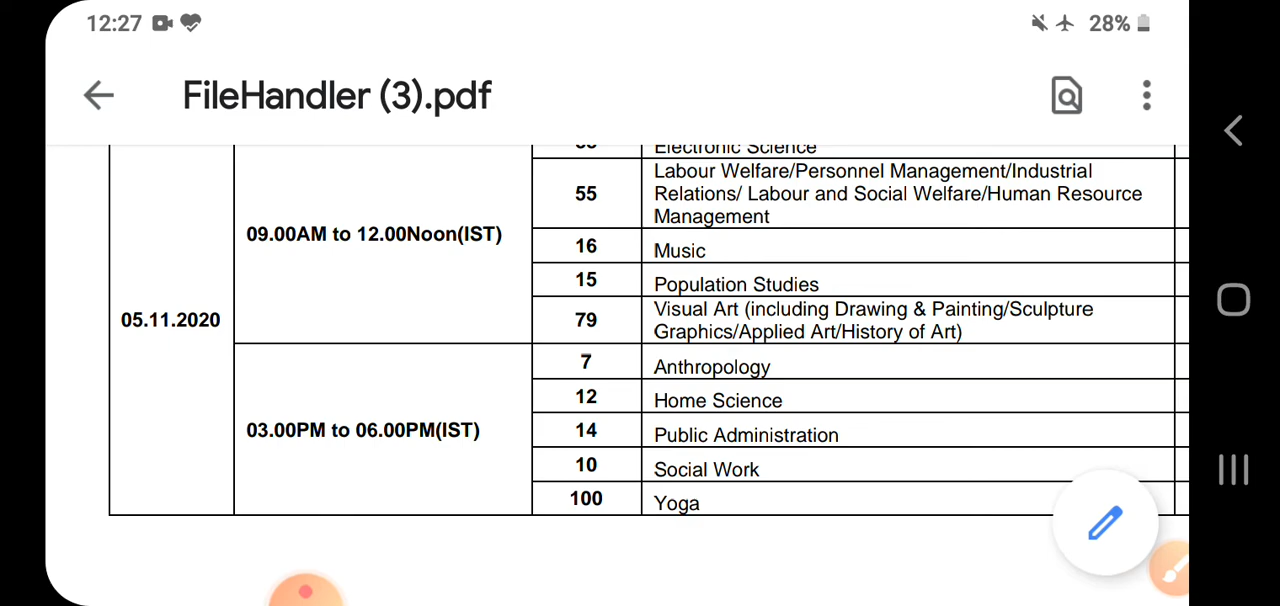 12:27 28%
FileHandler (3).pdf
Electronic Science
55 Labour Welfare/Personnel Management/Industrial
Relations/ Labour and Social Welfare/Human Resource
Management
09.00AM to 12.00Noon(IST)
16 Music
15 Population Studies
79 Visual Art (including Drawing & Painting/Sculpture
Graphics/Applied Art/History of Art)
05.11.2020
7 Anthropology
12 Home Science
03.00PM to 06.00PM(IST)
14 Public Administration
10 Social Work
100 Yoga